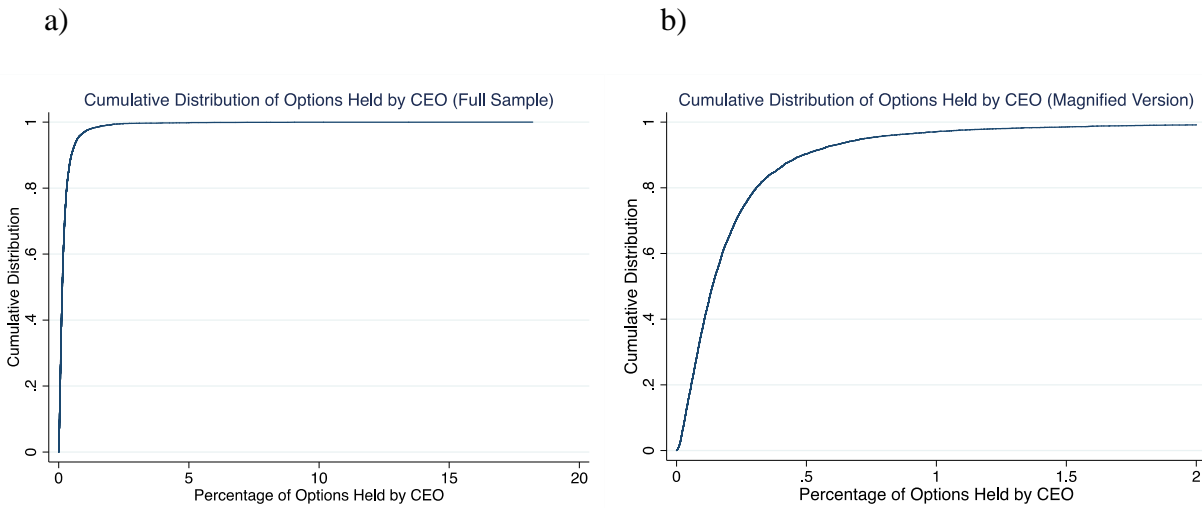 a)
Cumulative Distribution of Options Held by CEO (Full Sample)
Cumulative Distribution
1
.8
.6
.4
.2
0
0 5 10 15 20
Percentage of Options Held by CEO
b)
Cumulative Distribution of Options Held by CEO (Magnified Version)
Cumulative Distribution
1
.8
.6
.4
.2
0
0 .5 1 1.5 2
Percentage of Options Held by CEO